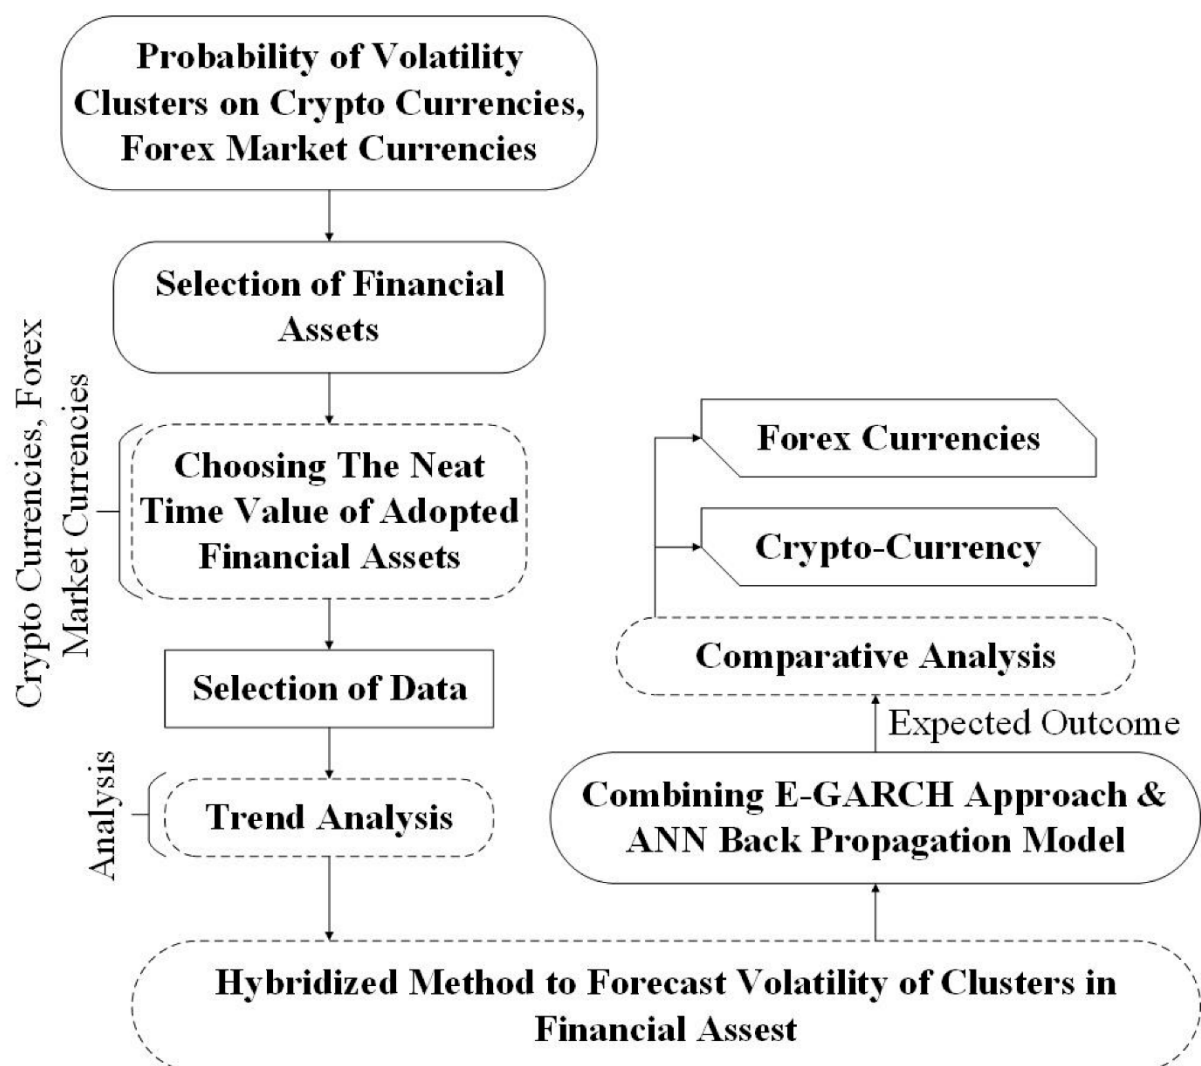 Probability of Volatility
Clusters on Crypto Currencies,
Forex Market Currencies
Selection of Financial
Assets
Crypto Currencies, Forex
Market Currencies
Choosing The Neat
Time Value of Adopted
Financial Assets
Selection of Data
Analysis
Trend Analysis
Hybridized Method to Forecast Volatility of Clusters in
Financial Assest
Combining E-GARCH Approach &
ANN Back Propagation Model
Expected Outcome
Comparative Analysis
Crypto-Currency
Forex Currencies